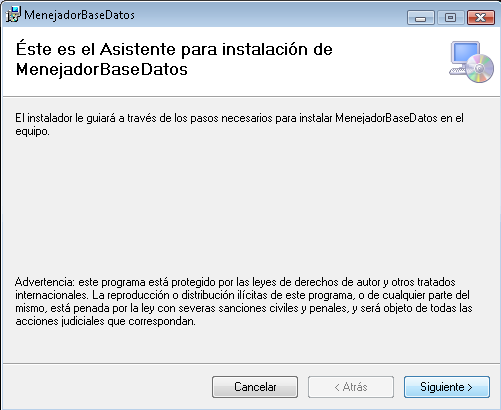 MenejadorBaseDatos
Éste es el Asistente para instalación de
MenejadorBaseDatos
El instalador le guiará a través de los pasos necesarios para instalar MenejadorBaseDatos en el
equipo.
Advertencia: este programa está protegido por las leyes de derechos de autor y otros tratados
internacionales. La reproducción o distribución ilícitas de este programa, o de cualquier parte del
mismo, está penada por la ley con severas sanciones civiles y penales, y será objeto de todas las
acciones judiciales que correspondan.
Cancelar
< Atrás
Siguiente >